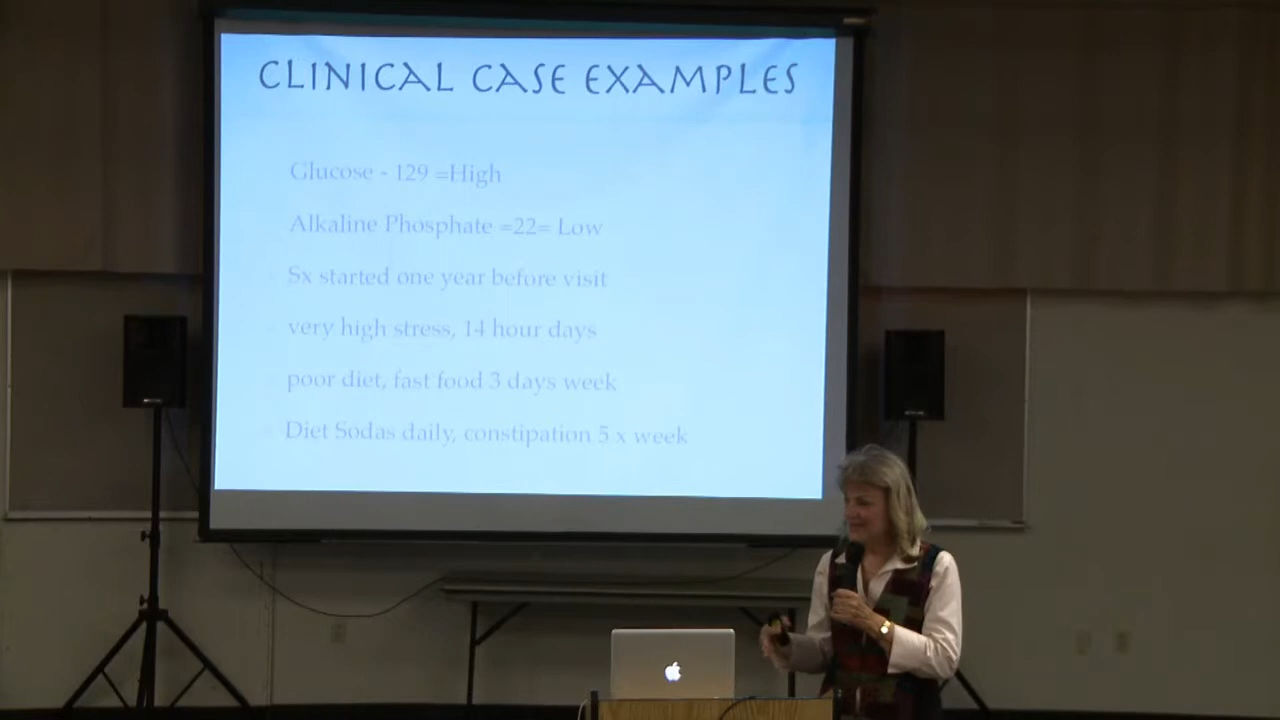 CLINICAL CASE EXAMPLES
Glucose - 129 =High
Alkaline Phosphate =22= Low
Sx started one year before visit
very high stress, 14 hour days
poor diet, fast food 3 days week
Diet Sodas daily, constipation 5 x week